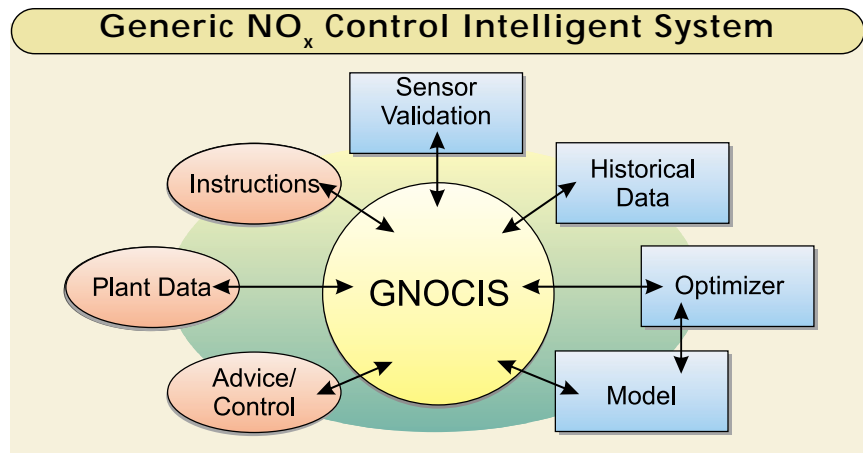 Generic NOx Control Intelligent System
Sensor
Validation
Instructions
Historical
Data
Plant Data
GNOCIS
Optimizer
Advice/
Control
Model